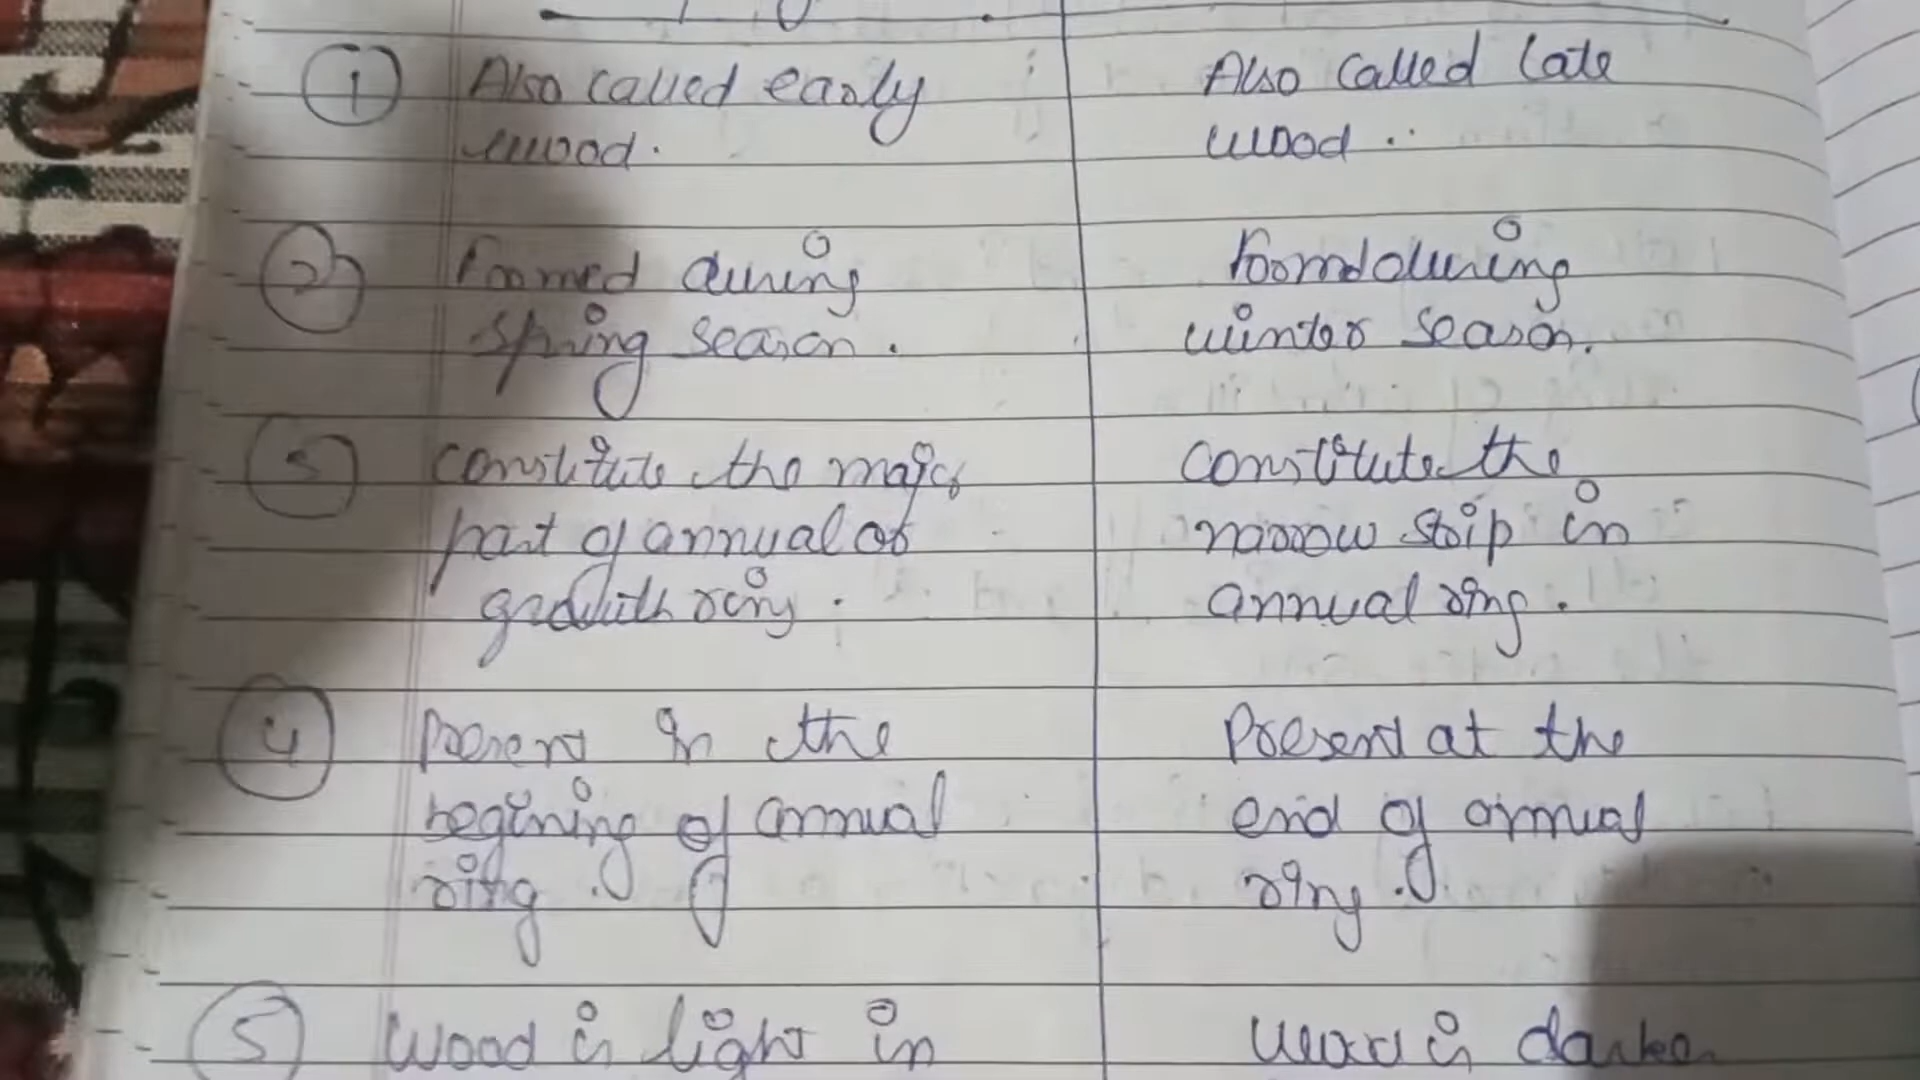 ① Also called early
wood.
Also called late
wood.
② Formed during
spring season.
Formd during
winter season.
③ constitute the major
part of annual or
growth ring.
constitute the
narrow strip in
annual ring.
④ Present in the
begining of annual
ring.
Present at the
end of annual
ring.
⑤ Wood is light in
Wood is darker